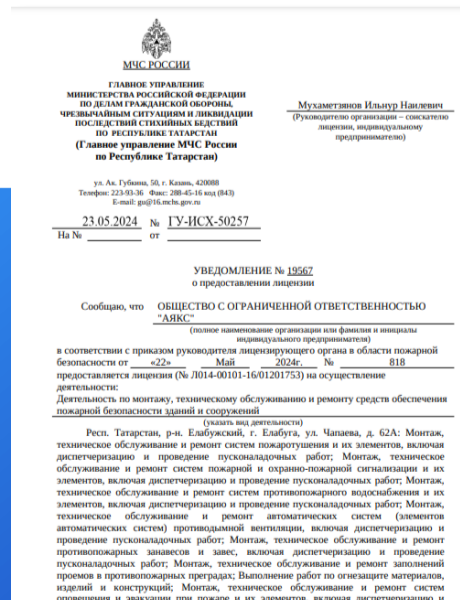 МЧС РОССИИ
ГЛАВНОЕ УПРАВЛЕНИЕ
МИНИСТЕРСТВА РОССИЙСКОЙ ФЕДЕРАЦИИ
ПО ДЕЛАМ ГРАЖДАНСКОЙ ОБОРОНЫ,
ЧРЕЗВЫЧАЙНЫМ СИТУАЦИЯМ И ЛИКВИДАЦИИ
ПОСЛЕДСТВИЙ СТИХИЙНЫХ БЕДСТВИЙ
ПО РЕСПУБЛИКЕ ТАТАРСТАН
(Главное управление МЧС России
по Республике Татарстан)
ул. Ак. Губкина, 50, г. Казань, 420088
Телефон: 223-93-36 Факс: 288-45-16 код (843)
E-mail: gu@16.mchs.gov.ru
23.05.2024 № ГУ-ИСХ-50257
На № от
Мухаметзянов Ильнур Наилевич
(Руководителю организации – соискателю
лицензии, индивидуальному
предпринимателю)
УВЕДОМЛЕНИЕ № 19567
о предоставлении лицензии
Сообщаю, что ОБЩЕСТВО С ОГРАНИЧЕННОЙ ОТВЕТСТВЕННОСТЬЮ
"АЯКС"
(полное наименование организации или фамилия и инициалы
индивидуального предпринимателя)
в соответствии с приказом руководителя лицензирующего органа в области пожарной
безопасности от «22» Май 2024г. № 818
предоставляется лицензия (№ Л014-00101-16/01201753) на осуществление
деятельности:
Деятельность по монтажу, техническому обслуживанию и ремонту средств обеспечения
пожарной безопасности зданий и сооружений
(указать вид деятельности)
Респ. Татарстан, р-н. Елабужский, г. Елабуга, ул. Чапаева, д. 62А: Монтаж,
техническое обслуживание и ремонт систем пожаротушения и их элементов, включая
диспетчеризацию и проведение пусконаладочных работ; Монтаж, техническое
обслуживание и ремонт систем пожарной и охранно-пожарной сигнализации и их
элементов, включая диспетчеризацию и проведение пусконаладочных работ; Монтаж,
техническое обслуживание и ремонт систем противопожарного водоснабжения и их
элементов, включая диспетчеризацию и проведение пусконаладочных работ; Монтаж,
техническое обслуживание и ремонт автоматических систем (элементов
автоматических систем) противодымной вентиляции, включая диспетчеризацию и
проведение пусконаладочных работ; Монтаж, техническое обслуживание и ремонт
противопожарных занавесов и завес, включая диспетчеризацию и проведение
пусконаладочных работ; Монтаж, техническое обслуживание и ремонт заполнений
проемов в противопожарных преградах; Выполнение работ по огнезащите материалов,
изделий и конструкций; Монтаж, техническое обслуживание и ремонт систем
оповещения и эвакуации при пожаре и их элементов, включая диспетчеризацию и